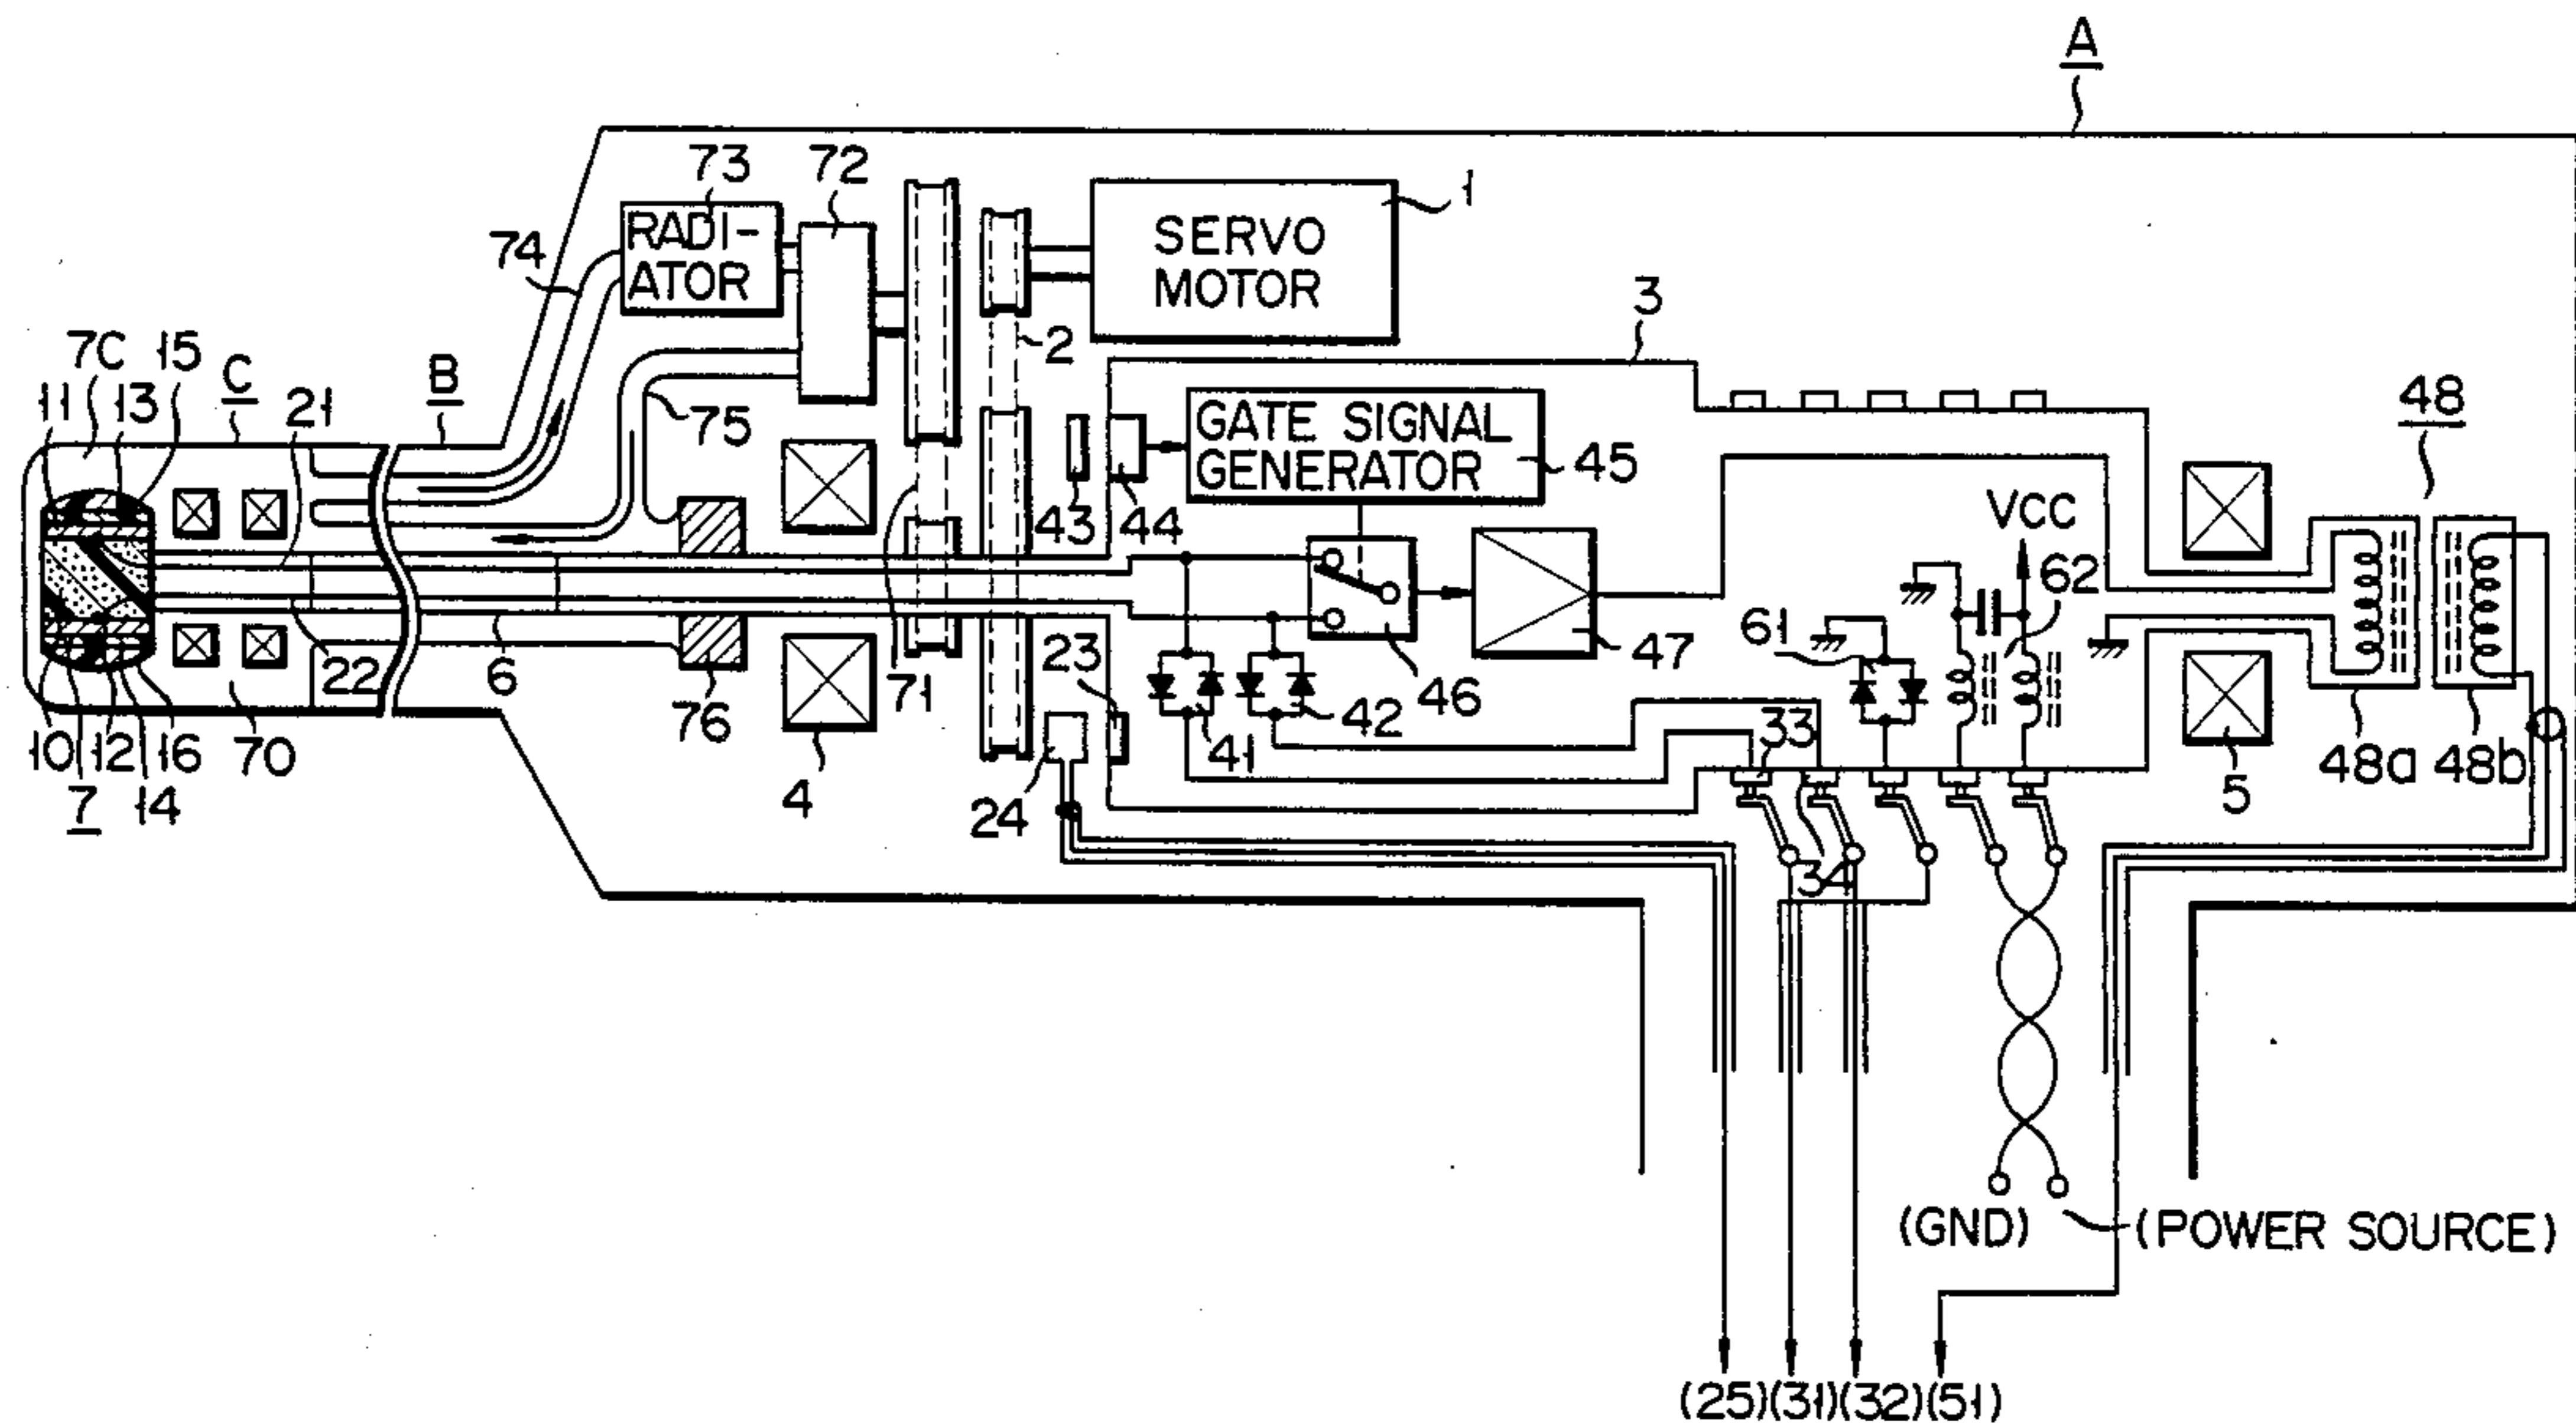 A
73
72
1
RADI-
ATOR
SERVO
MOTOR
74
3
2
7C
15
C
B
11
13
21
75
GATE SIGNAL
GENERATOR
45
48
43
44
VCC
62
61
23
47
22
6
76
71
41
42
46
33
10
12
16
70
7
14
4
24
34
5
48a
48b
(GND)
(POWER SOURCE)
(25)(31)(32)(51)